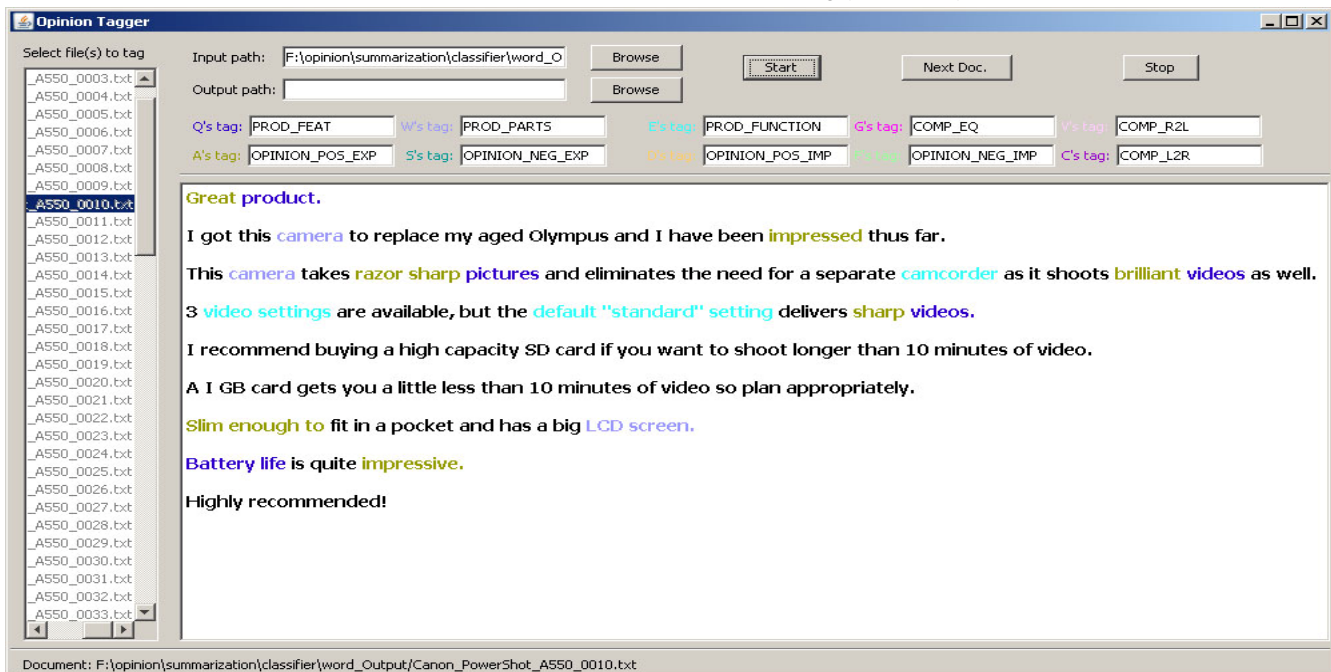 Opinion Tagger
Select file(s) to tag
_A550_0003.txt
_A550_0004.txt
_A550_0005.txt
_A550_0006.txt
_A550_0007.txt
_A550_0008.txt
_A550_0009.txt
_A550_0010.txt
_A550_0011.txt
_A550_0012.txt
_A550_0013.txt
_A550_0014.txt
_A550_0015.txt
_A550_0016.txt
_A550_0017.txt
_A550_0018.txt
_A550_0019.txt
_A550_0020.txt
_A550_0021.txt
_A550_0022.txt
_A550_0023.txt
_A550_0024.txt
_A550_0025.txt
_A550_0026.txt
_A550_0027.txt
_A550_0028.txt
_A550_0029.txt
_A550_0030.txt
_A550_0031.txt
_A550_0032.txt
_A550_0033.txt
Input path: F:\opinion\summarization\classifier\word_O Browse Start Next Doc. Stop
Output path: Browse
Q's tag: PROD_FEAT W's tag: PROD_PARTS E's tag: PROD_FUNCTION G's tag: COMP_EQ V's tag: COMP_R2L
A's tag: OPINION_POS_EXP S's tag: OPINION_NEG_EXP OPINION_POS_IMP OPINION_NEG_IMP C's tag: COMP_L2R
Great product.
I got this camera to replace my aged Olympus and I have been impressed thus far.
This camera takes razor sharp pictures and eliminates the need for a separate camcorder as it shoots brilliant videos as well.
3 video settings are available, but the default "standard" setting delivers sharp videos.
I recommend buying a high capacity SD card if you want to shoot longer than 10 minutes of video.
A I GB card gets you a little less than 10 minutes of video so plan appropriately.
Slim enough to fit in a pocket and has a big LCD screen.
Battery life is quite impressive.
Highly recommended!
Document: F:\opinion\summarization\classifier\word_Output/Canon_PowerShot_A550_0010.txt